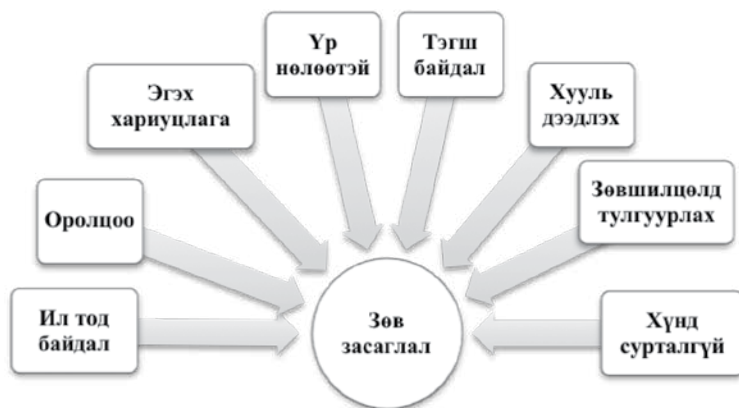 Үр
нөлөөтэй
Тэгш
байдал
Эгэх
хариуцлага
Хууль
дээдлэх
Оролцоо
Зөвшилцөлд
тулгуурлах
Ил тод
байдал
Зөв
засаглал
Хүнд
сурталгүй